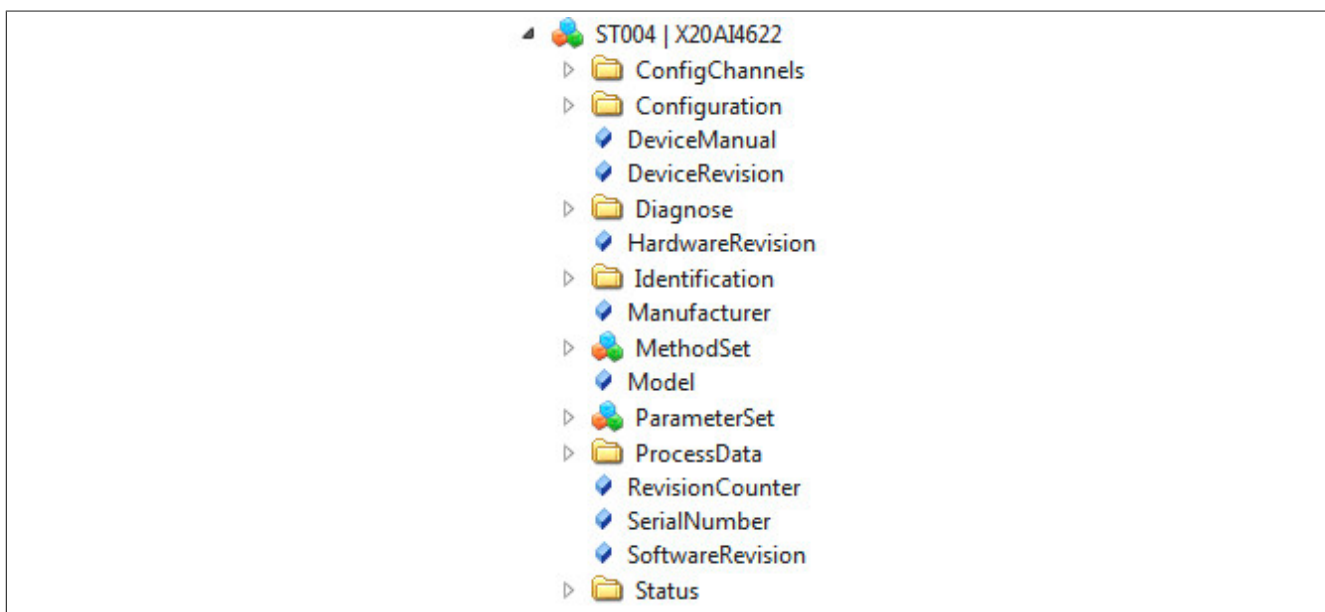 ST004 | X20AI4622
ConfigChannels
Configuration
DeviceManual
DeviceRevision
Diagnose
HardwareRevision
Identification
Manufacturer
MethodSet
Model
ParameterSet
ProcessData
RevisionCounter
SerialNumber
SoftwareRevision
Status